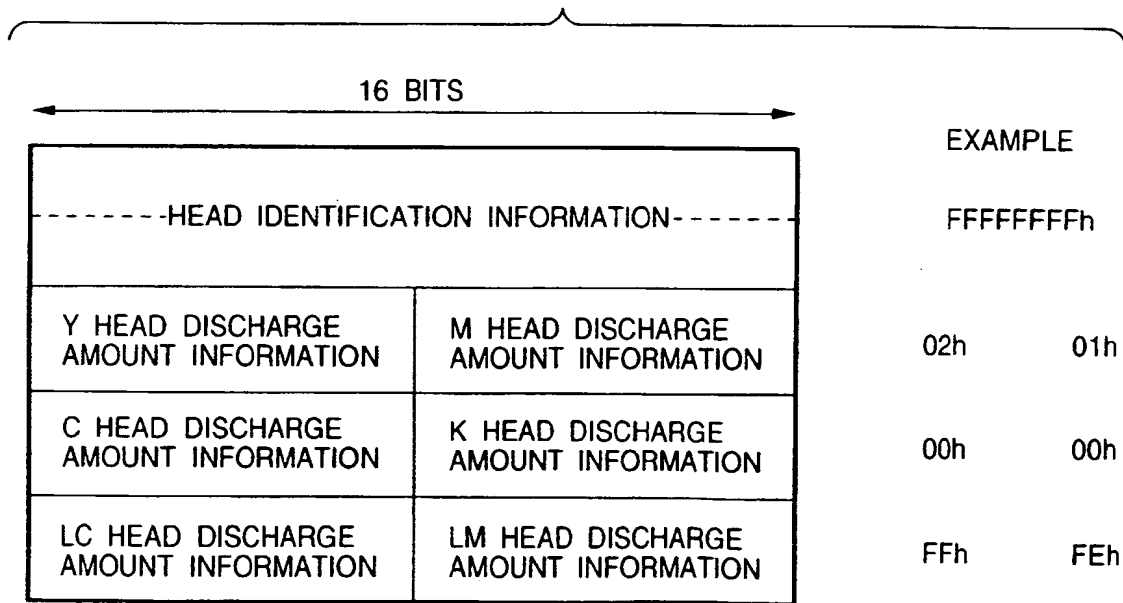 16 BITS
EXAMPLE
HEAD IDENTIFICATION INFORMATION
FFFFFFFFh
Y HEAD DISCHARGE
AMOUNT INFORMATION
M HEAD DISCHARGE
AMOUNT INFORMATION
02h 01h
C HEAD DISCHARGE
AMOUNT INFORMATION
K HEAD DISCHARGE
AMOUNT INFORMATION
00h 00h
LC HEAD DISCHARGE
AMOUNT INFORMATION
LM HEAD DISCHARGE
AMOUNT INFORMATION
FFh FEh